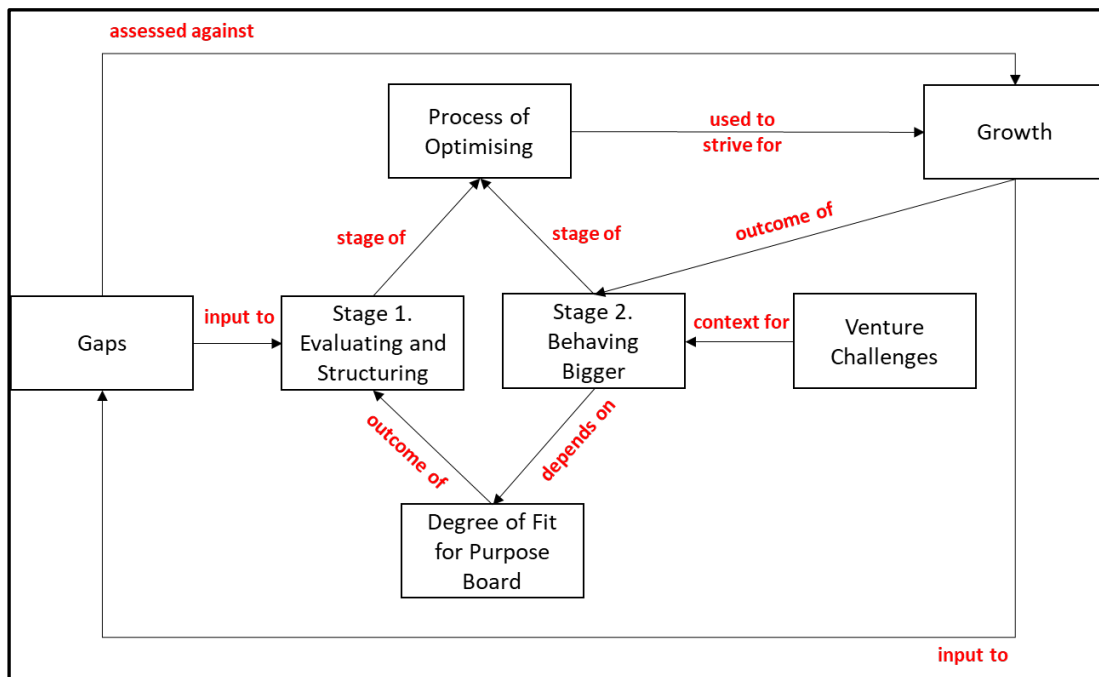 assessed against
Process of
Optimising
used to
strive for
Growth
stage of
stage of
outcome of
Gaps
input to
Stage 1.
Evaluating and
Structuring
Stage 2.
Behaving
Bigger
context for
Venture
Challenges
outcome of
depends on
Degree of Fit
for Purpose
Board
input to